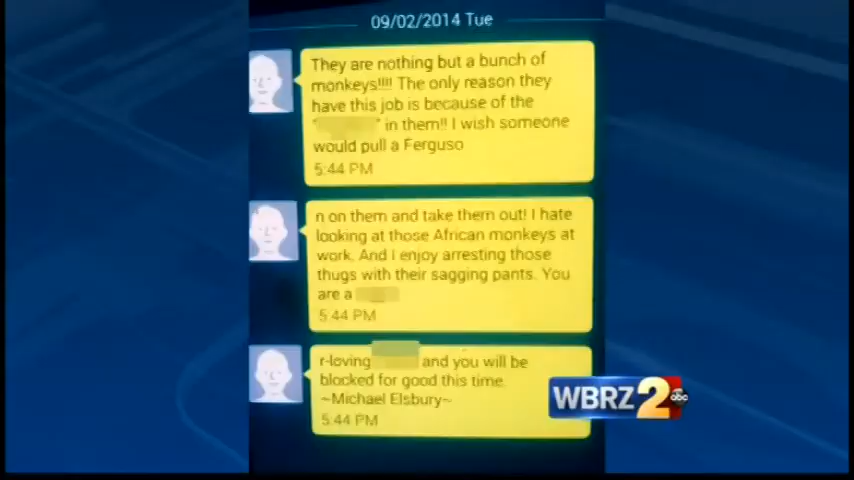 09/02/2014 Tue
They are nothing but a bunch of
monkeys!!!! The only reason they
have this job is because of the
" " in them!! I wish someone
would pull a Ferguso
5:44 PM
n on them and take them out! I hate
looking at those African monkeys at
work. And I enjoy arresting those
thugs with their sagging pants. You
are a
5:44 PM
r-loving and you will be
blocked for good this time.
~Michael Elsbury~
5:44 PM
WBRZ 2 abc